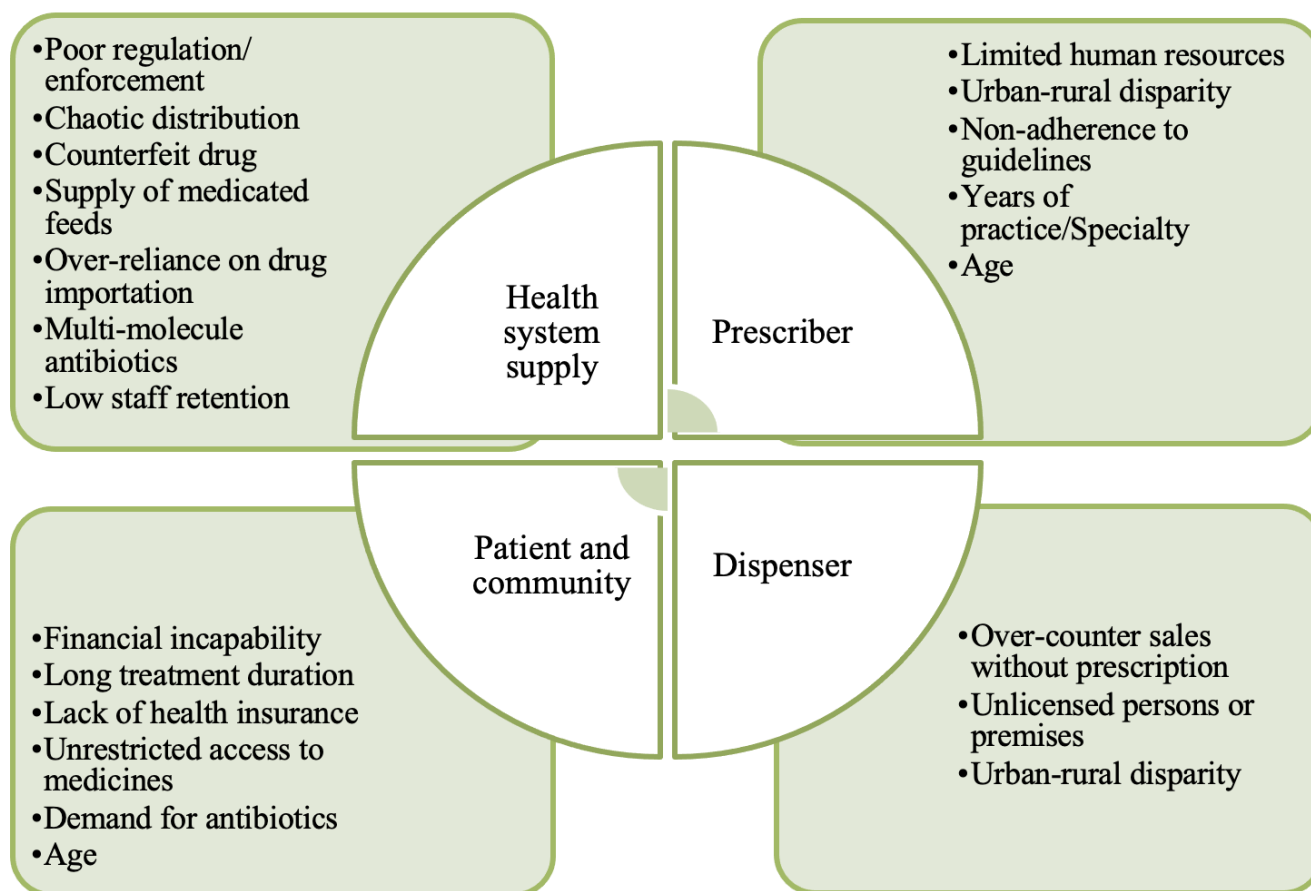 •Poor regulation/
enforcement
•Chaotic distribution
•Counterfeit drug
•Supply of medicated
feeds
•Over-reliance on drug
importation
•Multi-molecule
antibiotics
•Low staff retention
Health
system
supply
Prescriber
•Limited human resources
•Urban-rural disparity
•Non-adherence to
guidelines
•Years of
practice/Specialty
•Age
•Financial incapability
•Long treatment duration
•Lack of health insurance
•Unrestricted access to
medicines
•Demand for antibiotics
•Age
Patient and
community
Dispenser
•Over-counter sales
without prescription
•Unlicensed persons or
premises
•Urban-rural disparity